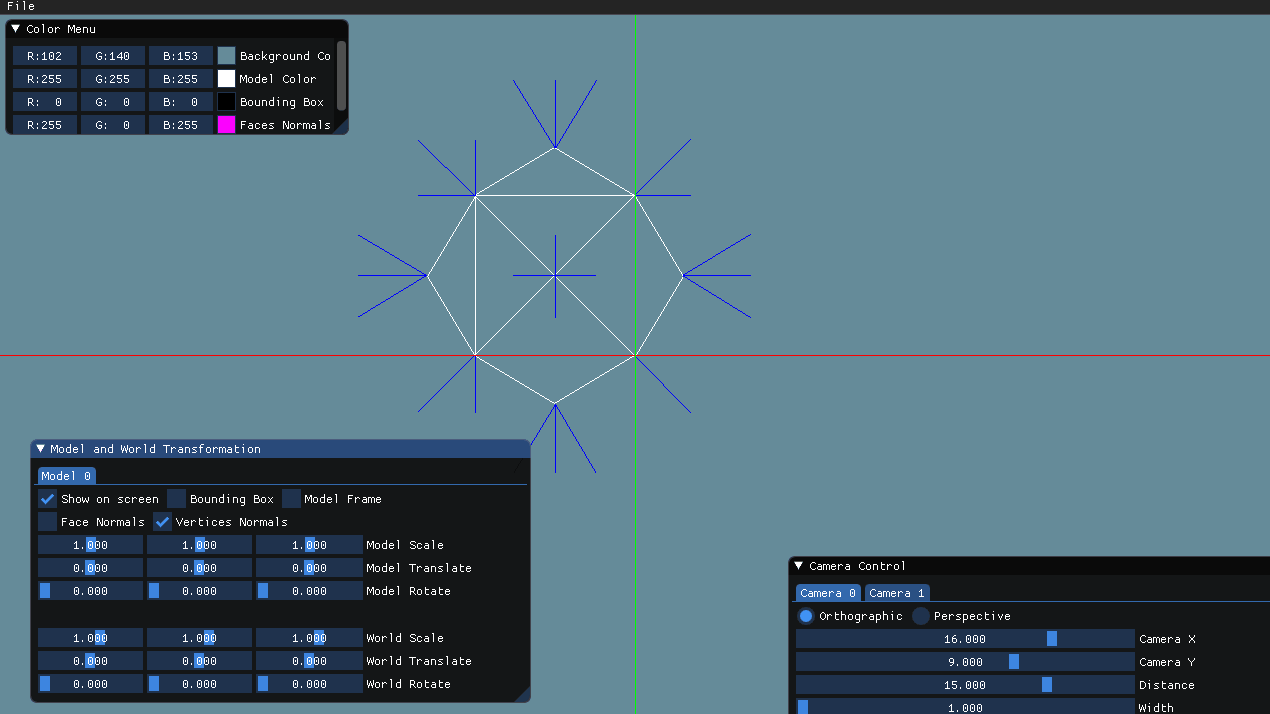 File
Color Menu
R:102 G:140 B:153 Background Co
R:255 G:255 B:255 Model Color
R: 0 G: 0 B: 0 Bounding Box
R:255 G: 0 B:255 Faces Normals
Model and World Transformation
Model 0
Show on screen Bounding Box Model Frame
Face Normals Vertices Normals
1.000 1.000 1.000 Model Scale
0.000 0.000 0.000 Model Translate
0.000 0.000 0.000 Model Rotate
1.000 1.000 1.000 World Scale
0.000 0.000 0.000 World Translate
0.000 0.000 0.000 World Rotate
Camera Control
Camera 0 Camera 1
Orthographic Perspective
16.000 Camera X
9.000 Camera Y
15.000 Distance
1.000 Width